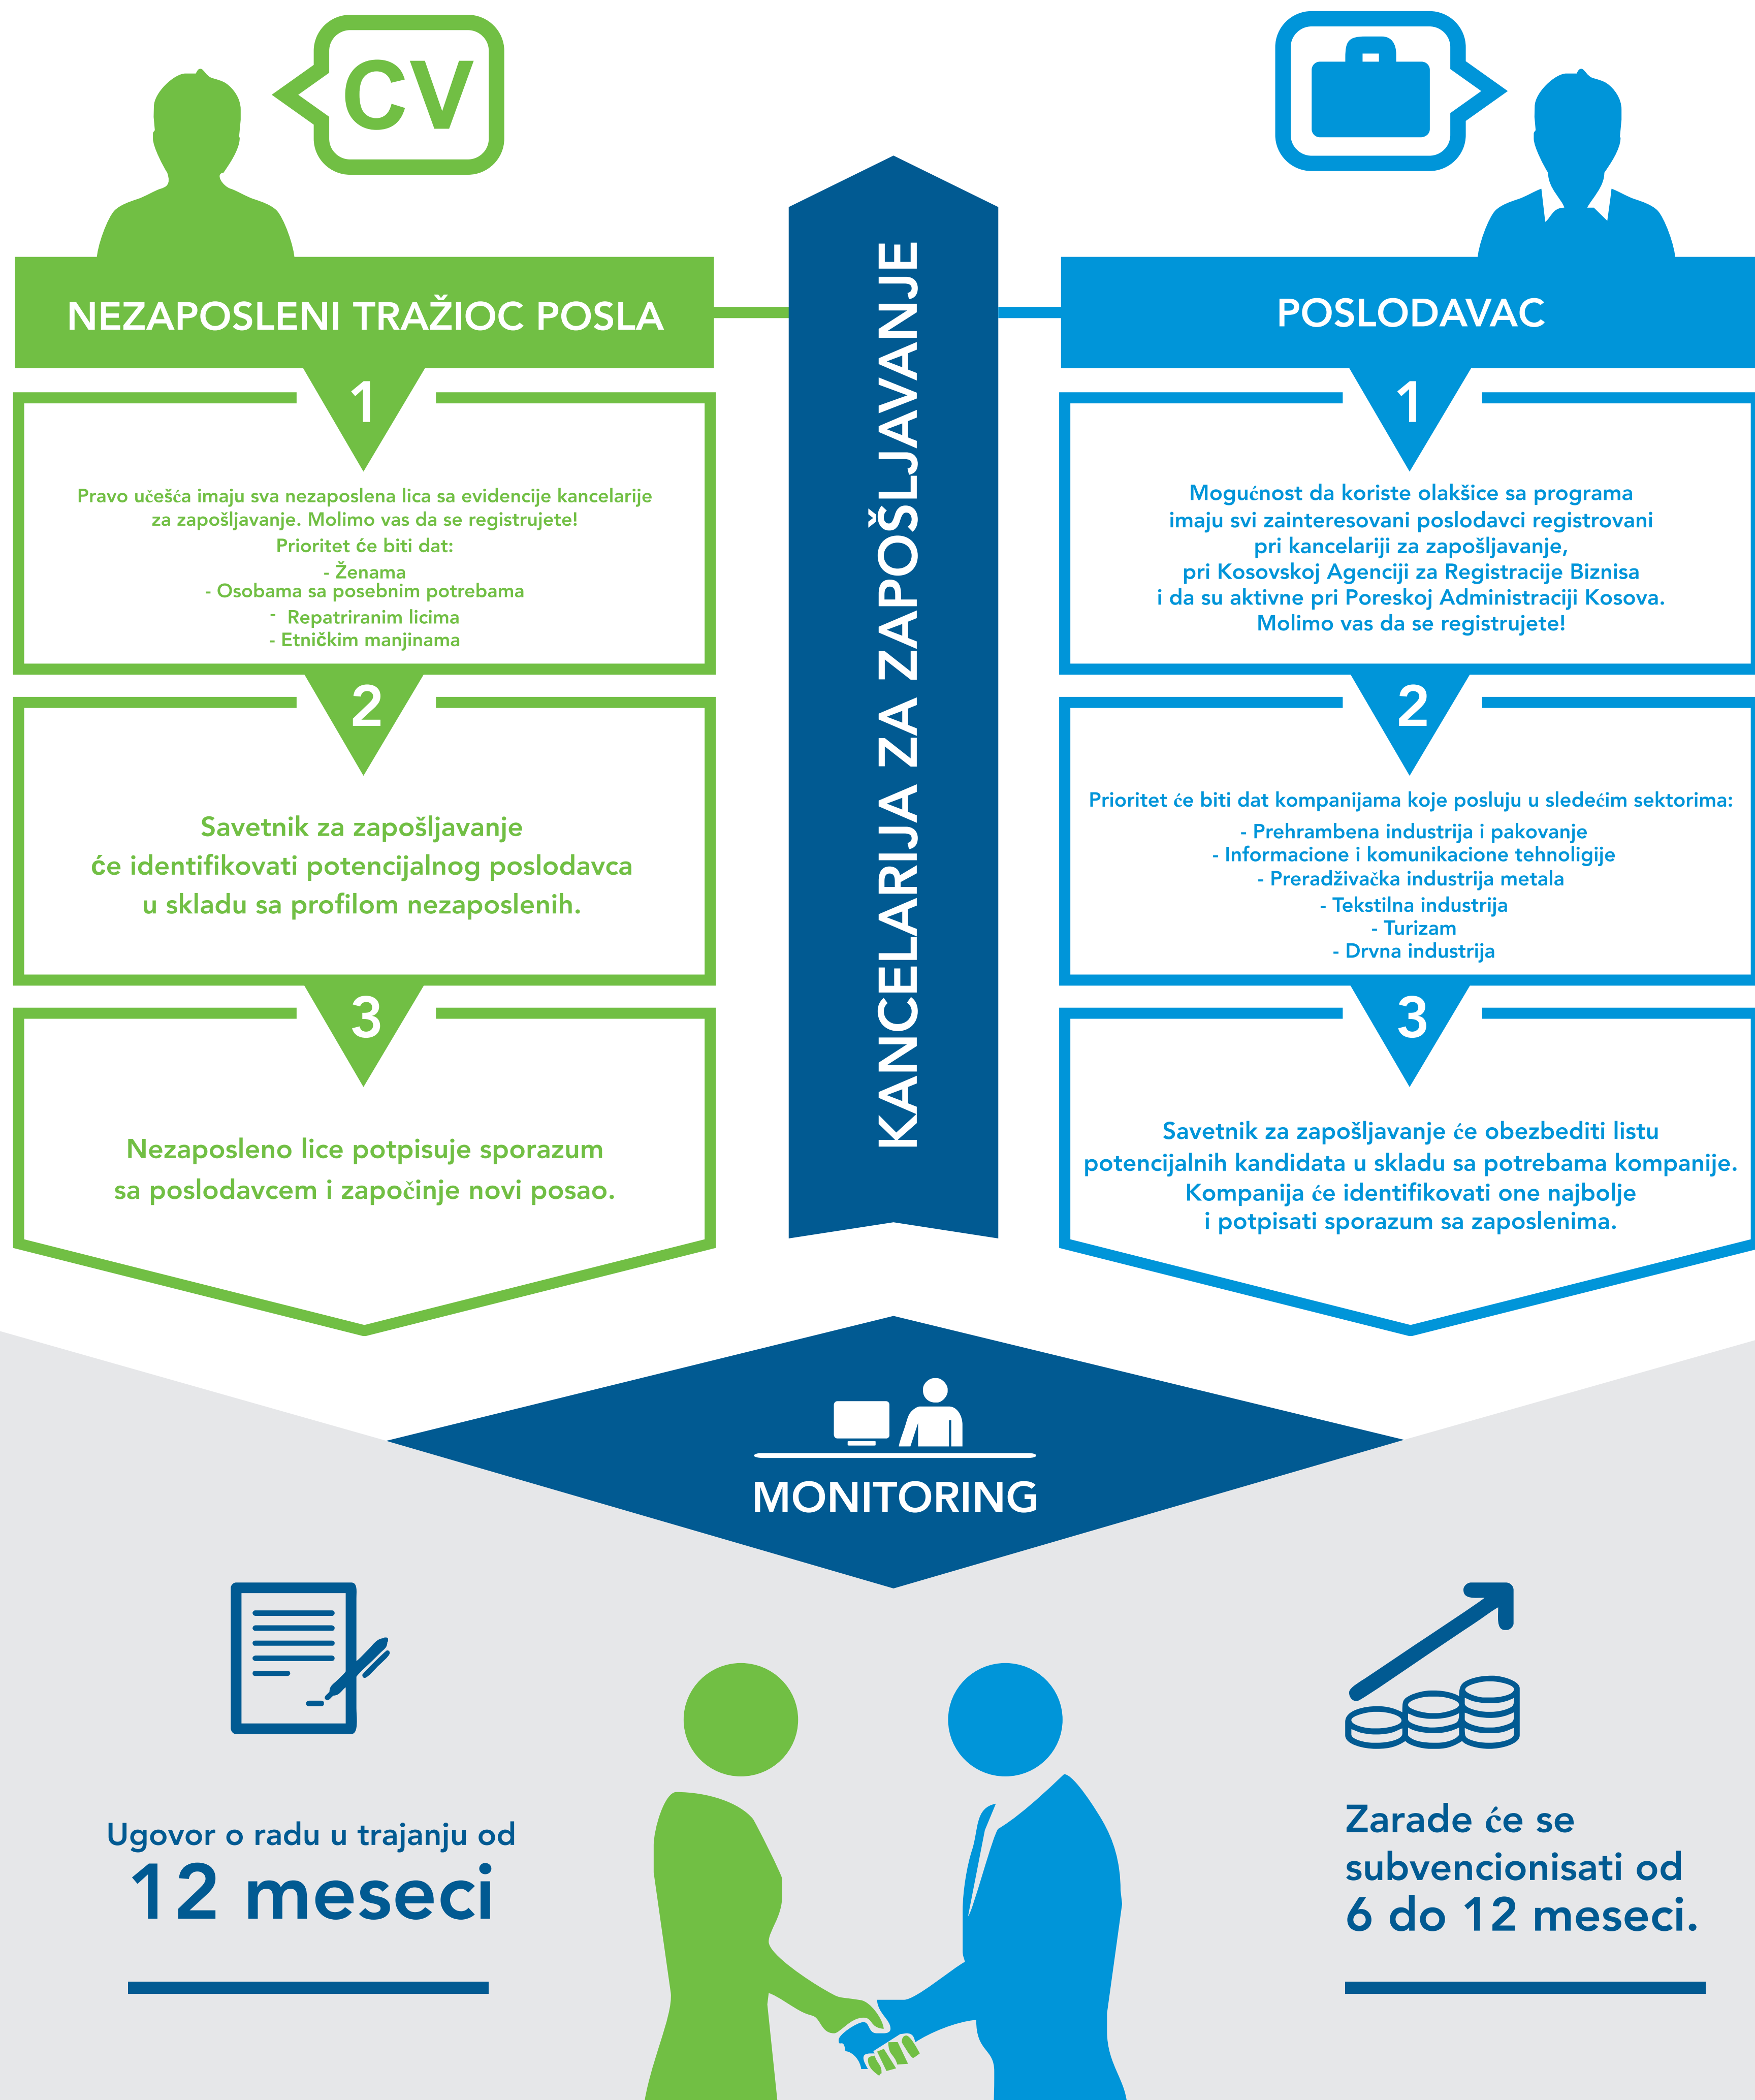 CV
NEZAPOSLENI TRAŽIOC POSLA
1
Pravo učešća imaju sva nezaposlena lica sa evidencije kancelarije
za zapošljavanje. Molimo vas da se registrujete!
Prioritet će biti dat:
- Ženama
- Osobama sa posebnim potrebama
- Repatriranim licima
- Etničkim manjinama
2
Savetnik za zapošljavanje
će identifikovati potencijalnog poslodavca
u skladu sa profilom nezaposlenih.
3
Nezaposleno lice potpisuje sporazum
sa poslodavcem i započinje novi posao.
KANCELARIJA ZA ZAPOŠLJAVANJE
POSLODAVAC
1
Mogućnost da koriste olakšice sa programa
imaju svi zainteresovani poslodavci registrovani
pri kancelariji za zapošljavanje,
pri Kosovskoj Agenciji za Registracije Biznisa
i da su aktivne pri Poreskoj Administraciji Kosova.
Molimo vas da se registrujete!
2
Prioritet će biti dat kompanijama koje posluju u sledećim sektorima:
- Prehrambena industrija i pakovanje
- Informacione i komunikacione tehnoligije
- Preradživačka industrija metala
- Tekstilna industrija
- Turizam
- Drvna industrija
3
Savetnik za zapošljavanje će obezbediti listu
potencijalnih kandidata u skladu sa potrebama kompanije.
Kompanija će identifikovati one najbolje
i potpisati sporazum sa zaposlenima.
MONITORING
Ugovor o radu u trajanju od
12 meseci
Zarade će se
subvencionisati od
6 do 12 meseci.